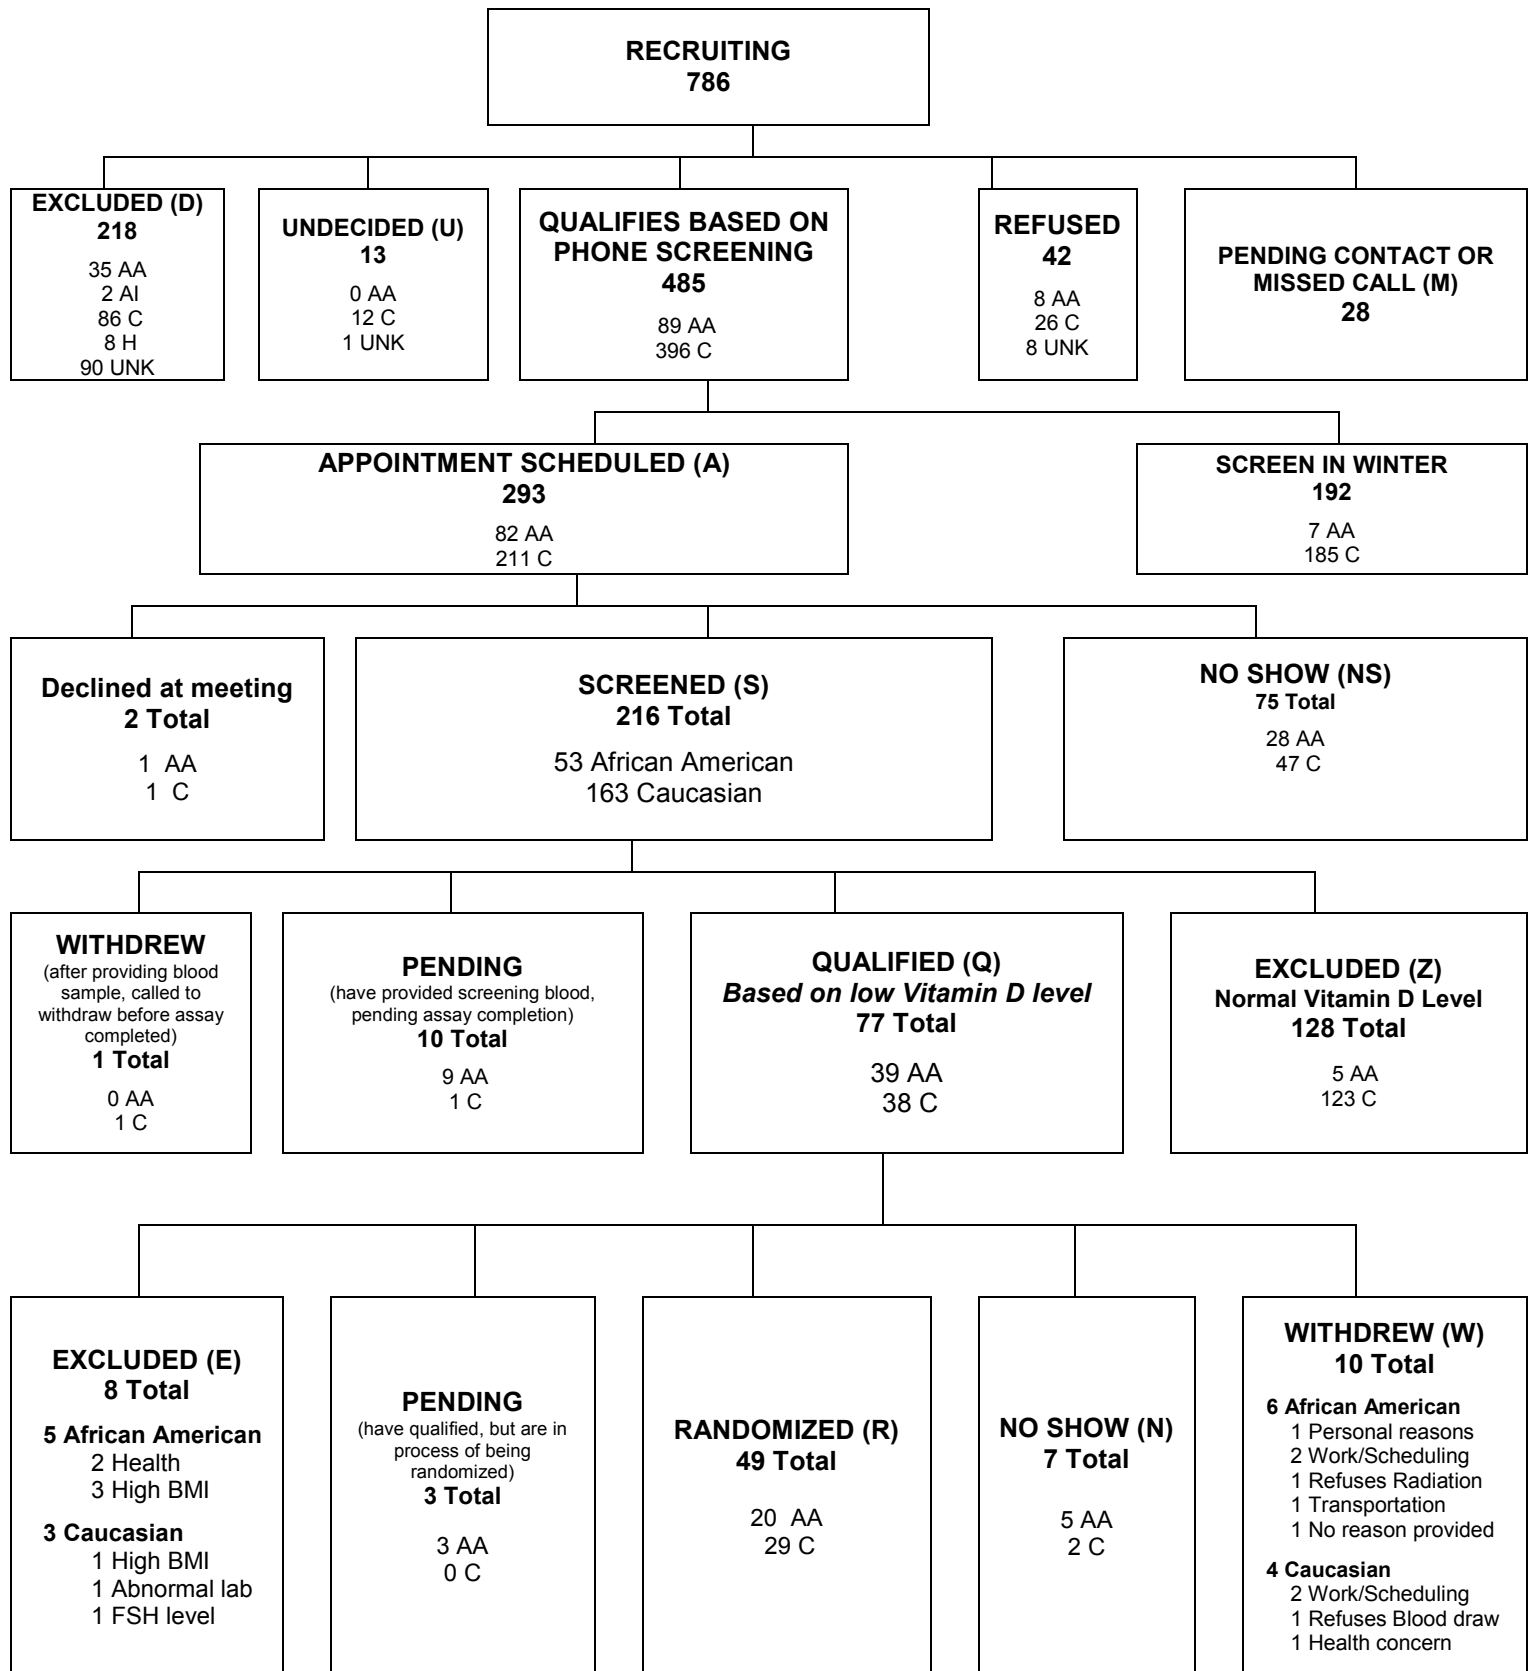 RECRUITING
786
EXCLUDED (D)
218
35 AA
2 AI
86 C
8 H
90 UNK
UNDECIDED (U)
13
0 AA
12 C
1 UNK
QUALIFIES BASED ON
PHONE SCREENING
485
89 AA
396 C
REFUSED
42
8 AA
26 C
8 UNK
PENDING CONTACT OR
MISSED CALL (M)
28
APPOINTMENT SCHEDULED (A)
293
82 AA
211 C
SCREEN IN WINTER
192
7 AA
185 C
Declined at meeting
2 Total
1 AA
1 C
SCREENED (S)
216 Total
53 African American
163 Caucasian
NO SHOW (NS)
75 Total
28 AA
47 C
WITHDREW
(after providing blood
sample, called to
withdraw before assay
completed)
1 Total
0 AA
1 C
PENDING
(have provided screening blood,
pending assay completion)
10 Total
9 AA
1 C
QUALIFIED (Q)
Based on low Vitamin D level
77 Total
39 AA
38 C
EXCLUDED (Z)
Normal Vitamin D Level
128 Total
5 AA
123 C
EXCLUDED (E)
8 Total
5 African American
2 Health
3 High BMI
3 Caucasian
1 High BMI
1 Abnormal lab
1 FSH level
PENDING
(have qualified, but are in
process of being
randomized)
3 Total
3 AA
0 C
RANDOMIZED (R)
49 Total
20 AA
29 C
NO SHOW (N)
7 Total
5 AA
2 C
WITHDREW (W)
10 Total
6 African American
1 Personal reasons
2 Work/Scheduling
1 Refuses Radiation
1 Transportation
1 No reason provided
4 Caucasian
2 Work/Scheduling
1 Refuses Blood draw
1 Health concern